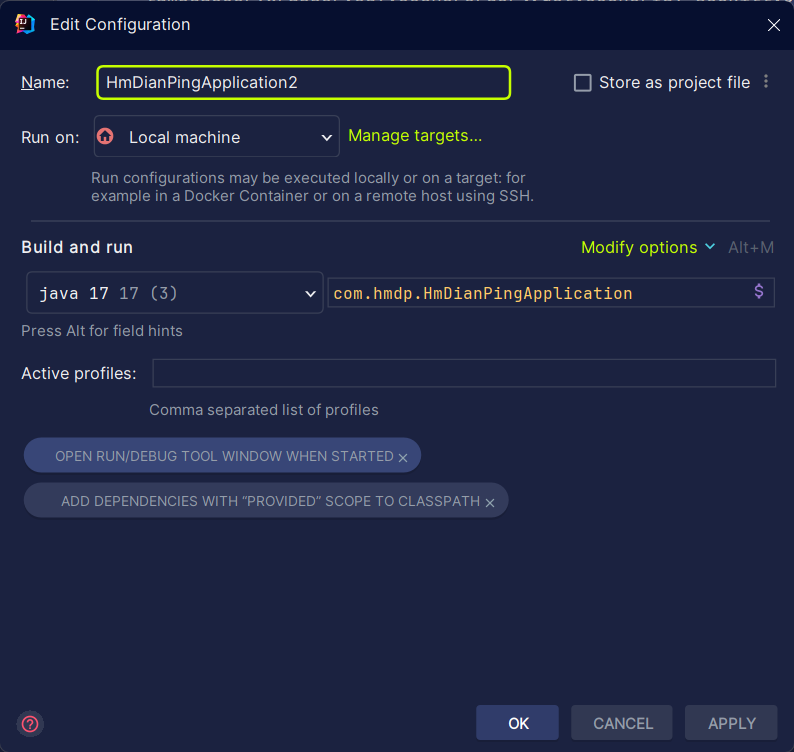 Edit Configuration
Name: HmDianPingApplication2 Store as project file
Run on: Local machine Manage targets...
Run configurations may be executed locally or on a target: for
example in a Docker Container or on a remote host using SSH.
Build and run Modify options Alt+M
java 17 17 (3) com.hmdp.HmDianPingApplication $
Press Alt for field hints
Active profiles:
Comma separated list of profiles
OPEN RUN/DEBUG TOOL WINDOW WHEN STARTED ×
ADD DEPENDENCIES WITH “PROVIDED” SCOPE TO CLASSPATH ×
? OK CANCEL APPLY